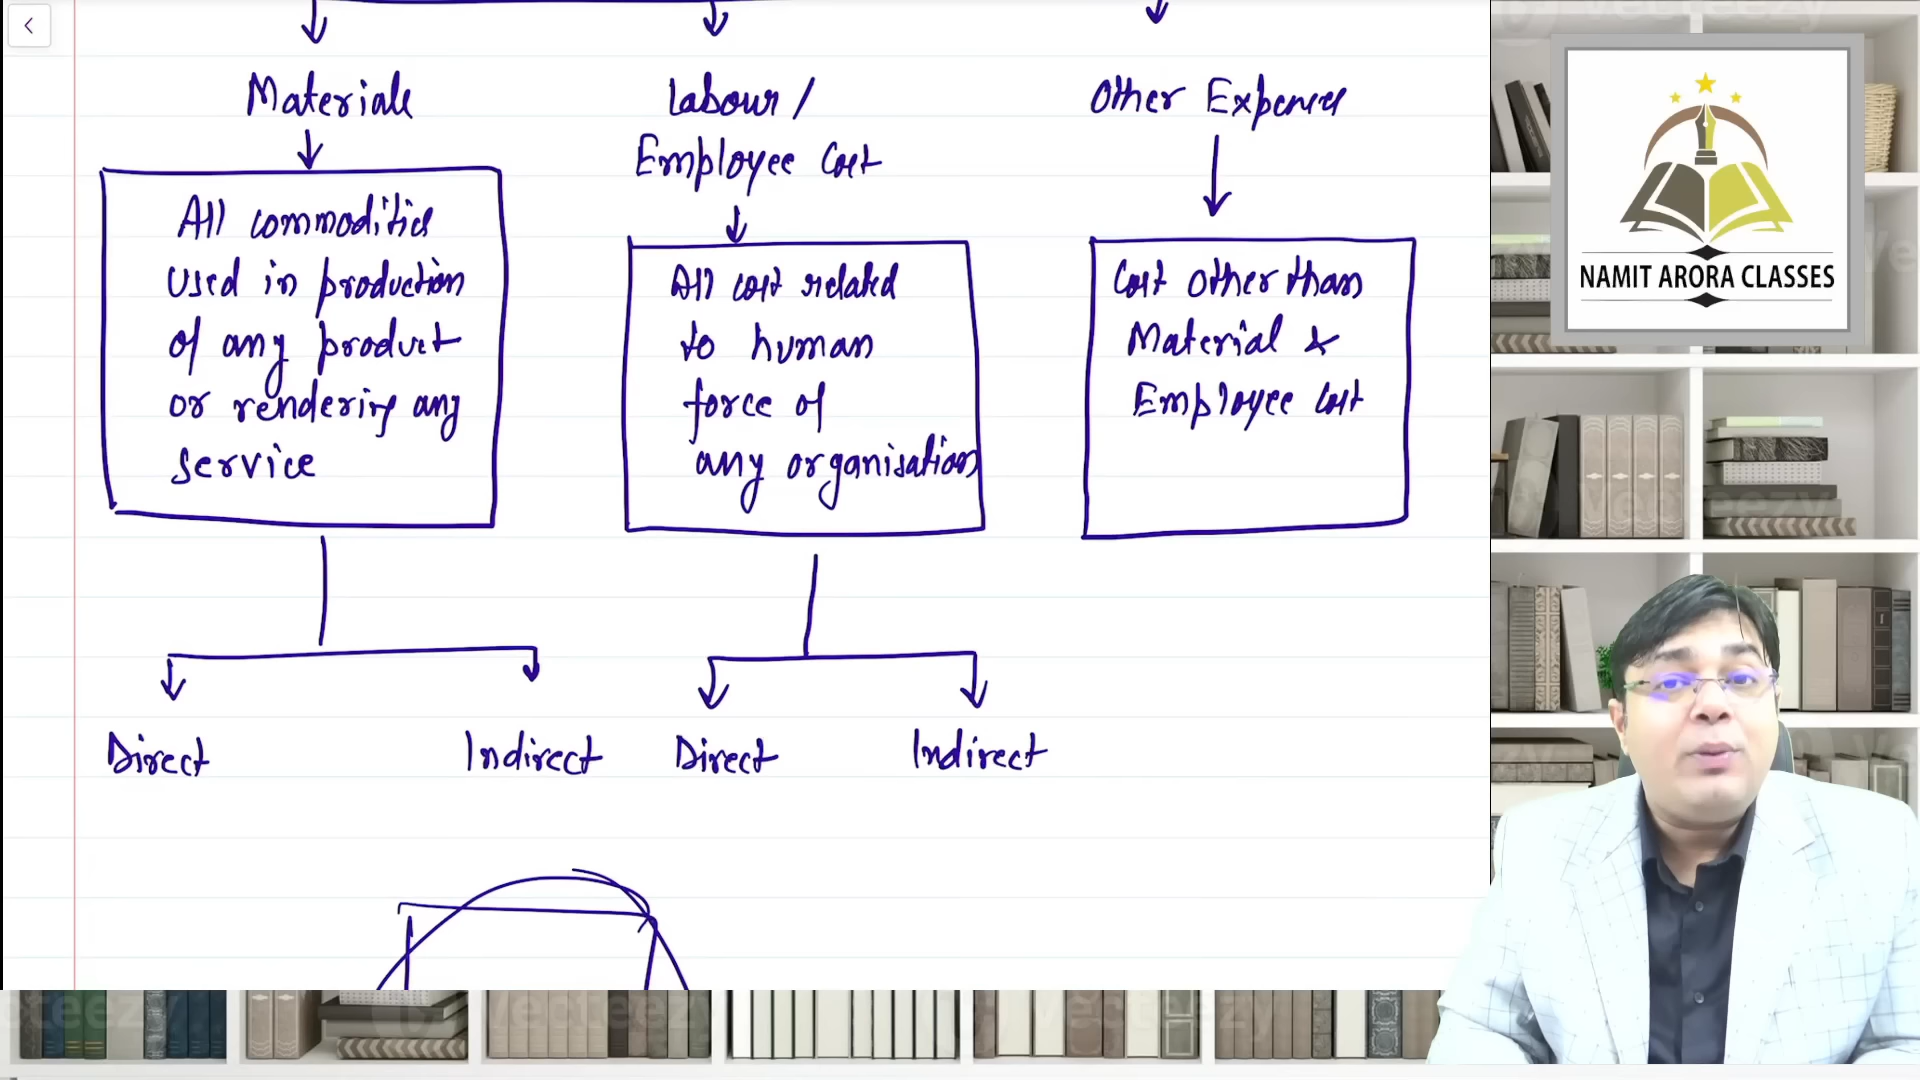 Materials
Labour /
Employee Cost
Other Expenses
All commodities
used in production
of any product
or rendering any
service
All cost related
to human
force of
any organisation
Cost other than
Material &
Employee Cost
Direct
Indirect
Direct
Indirect
NAMIT ARORA CLASSES